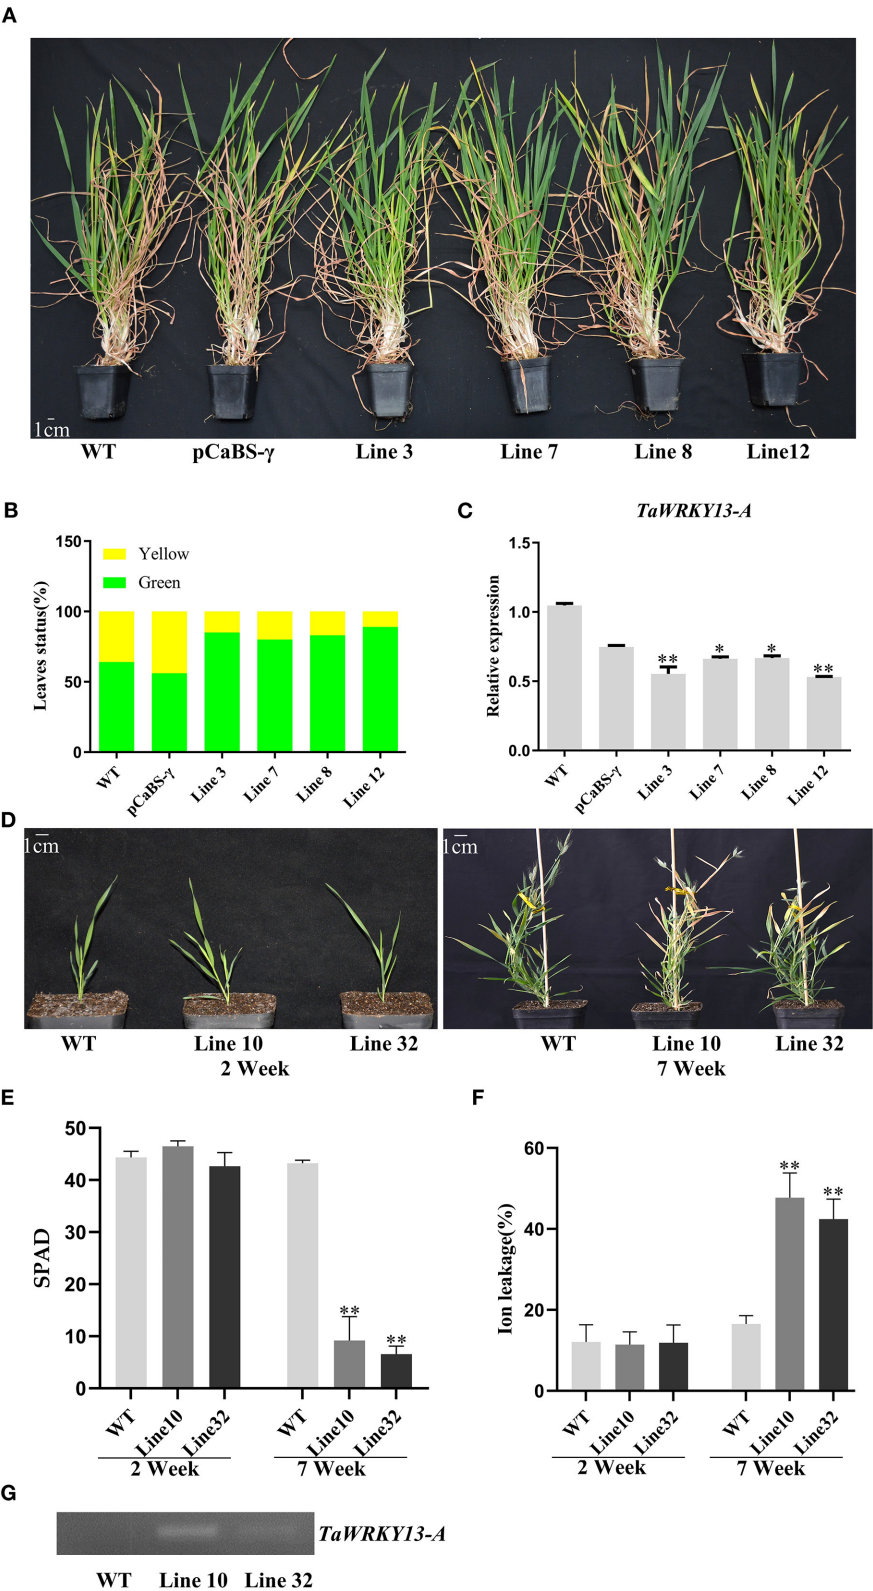 A
1cm
WT pCaBS-γ Line 3 Line 7 Line 8 Line12
B
150
100
50
0
Leaves status(%)
Yellow
Green
WT pCaBS-γ Line 3 Line 7 Line 8 Line 12
C
TaWRKY13-A
1.5
1.0
0.5
0.0
Relative expression
** * * **
WT pCaBS-γ Line 3 Line 7 Line 8 Line 12
D
1cm
WT Line 10 Line 32
2 Week
1cm
WT Line 10 Line 32
7 Week
E
50
40
30
20
10
0
SPAD
** **
WT Line10 Line32 WT Line10 Line32
2 Week 7 Week
F
60
40
20
0
Ion leakage(%)
** **
WT Line10 Line32 WT Line10 Line32
2 Week 7 Week
G
TaWRKY13-A
WT Line 10 Line 32